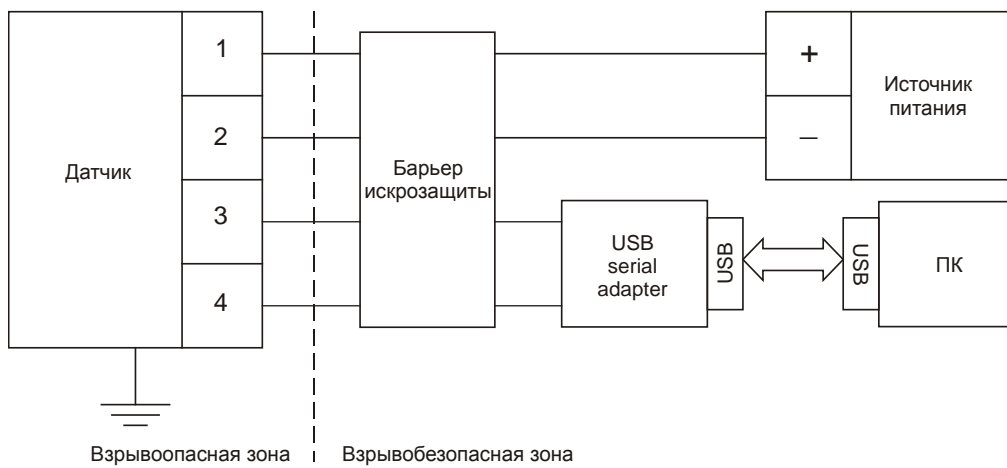 Датчик
1
2
3
4
Барьер
искрозащиты
+
–
Источник
питания
USB
serial
adapter
USB
USB
ПК
Взрывоопасная зона
Взрывобезопасная зона